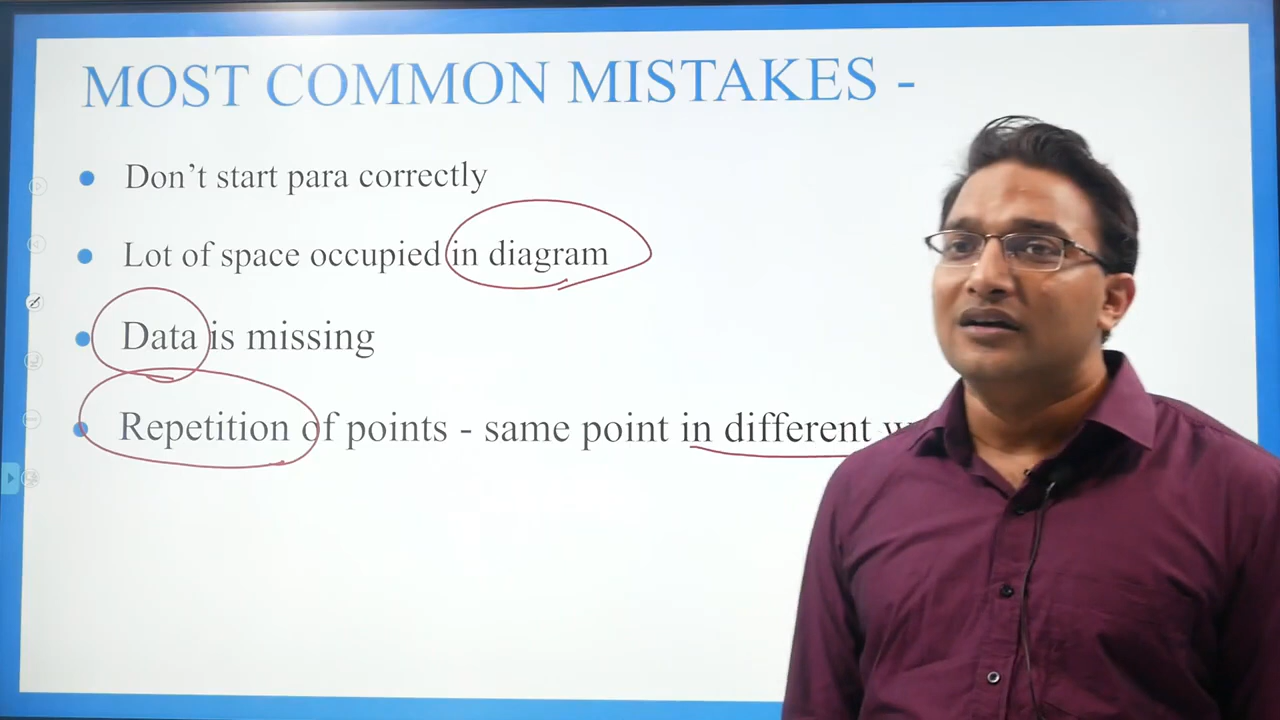 MOST COMMON MISTAKES -
Don't start para correctly
Lot of space occupied in diagram
Data is missing
Repetition of points - same point in different